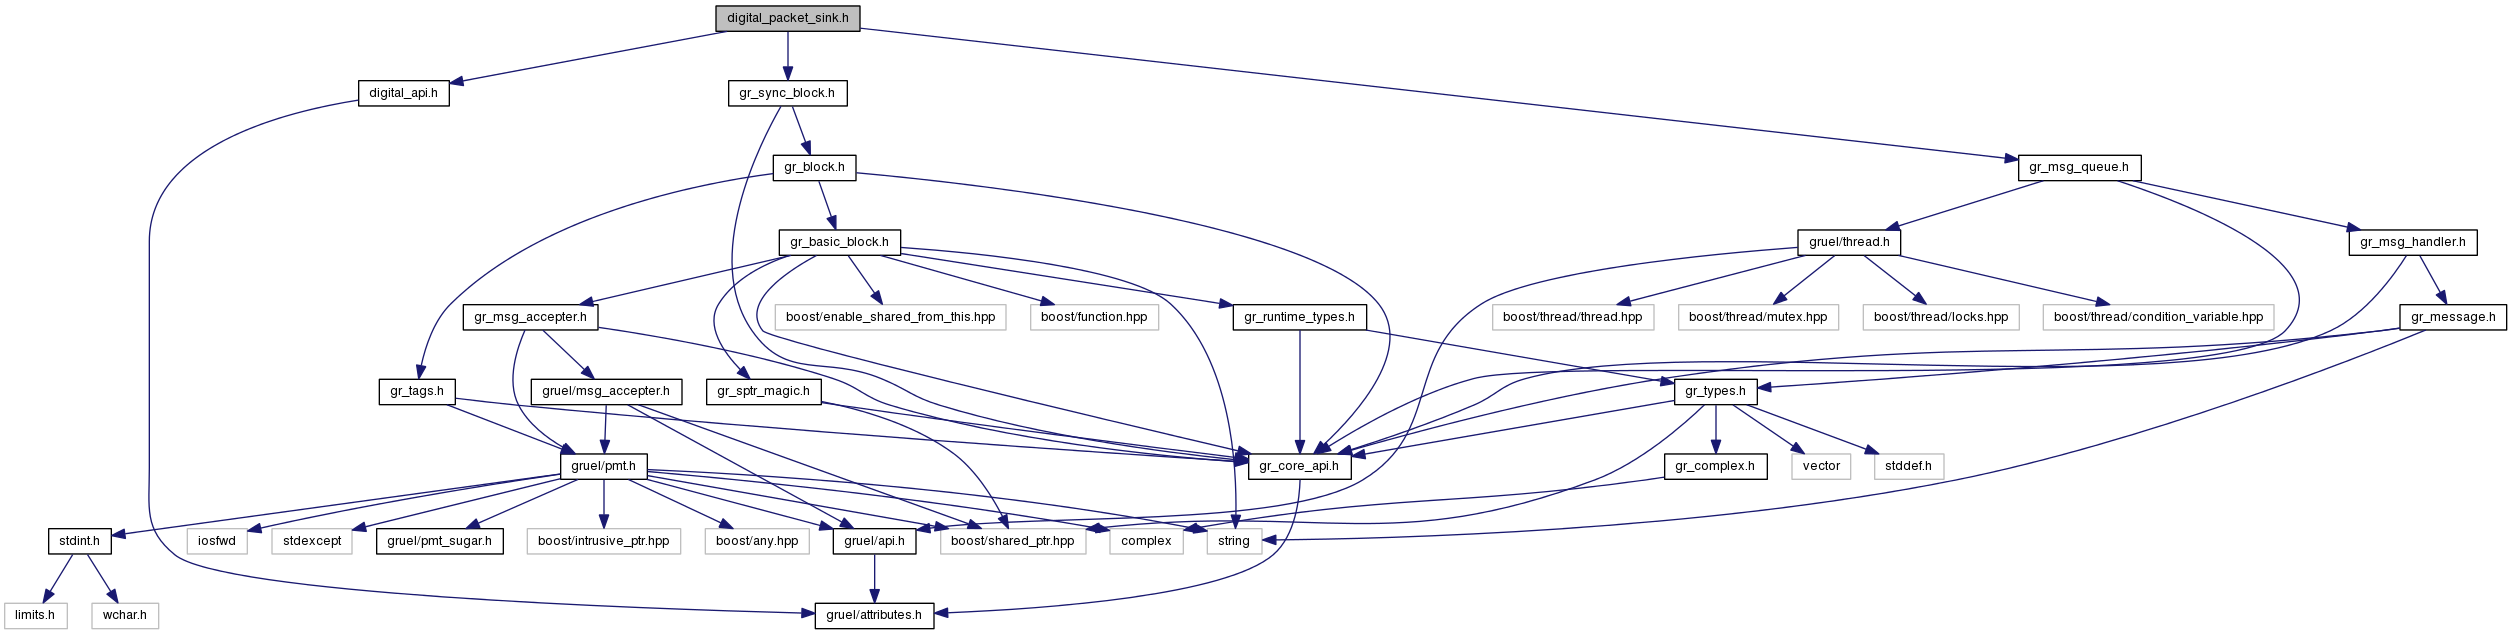 digital_packet_sink.h
digital_api.h
gr_sync_block.h
gr_block.h
gr_msg_queue.h
gr_basic_block.h
gruel/thread.h
gr_msg_handler.h
gr_msg_accepter.h
boost/enable_shared_from_this.hpp
boost/function.hpp
gr_runtime_types.h
boost/thread/thread.hpp
boost/thread/mutex.hpp
boost/thread/locks.hpp
boost/thread/condition_variable.hpp
gr_message.h
gr_tags.h
gruel/msg_accepter.h
gr_sptr_magic.h
gr_types.h
gruel/pmt.h
gr_core_api.h
gr_complex.h
vector
stddef.h
stdint.h
iosfwd
stdexcept
gruel/pmt_sugar.h
boost/intrusive_ptr.hpp
boost/any.hpp
gruel/api.h
boost/shared_ptr.hpp
complex
string
limits.h
wchar.h
gruel/attributes.h